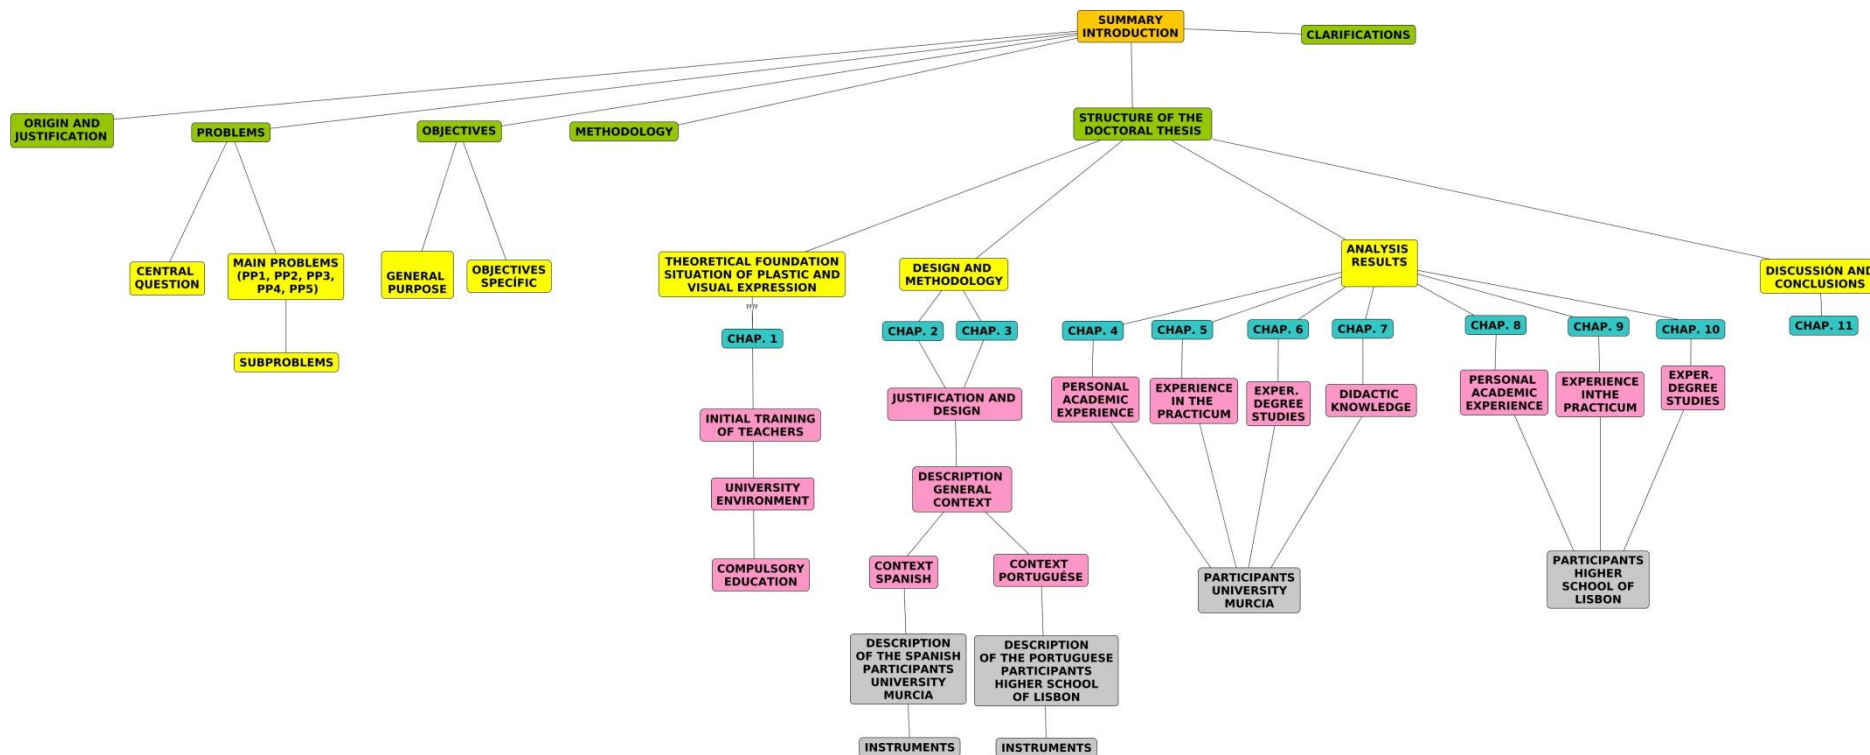 SUMMARY
INTRODUCTION
CLARIFICATIONS
ORIGIN AND
JUSTIFICATION
PROBLEMS
OBJECTIVES
METHODOLOGY
STRUCTURE OF THE
DOCTORAL THESIS
CENTRAL
QUESTION
MAIN PROBLEMS
(PP1, PP2, PP3,
PP4, PP5)
SUBPROBLEMS
GENERAL
PURPOSE
OBJECTIVES
SPECÍFIC
THEORETICAL FOUNDATION
SITUATION OF PLASTIC AND
VISUAL EXPRESSION
DESIGN AND
METHODOLOGY
ANALYSIS
RESULTS
DISCUSSIÓN AND
CONCLUSIONS
????
CHAP. 1
CHAP. 2
CHAP. 3
CHAP. 4
CHAP. 5
CHAP. 6
CHAP. 7
CHAP. 8
CHAP. 9
CHAP. 10
CHAP. 11
INITIAL TRAINING
OF TEACHERS
UNIVERSITY
ENVIRONMENT
COMPULSORY
EDUCATION
JUSTIFICATION AND
DESIGN
DESCRIPTION
GENERAL
CONTEXT
CONTEXT
SPANISH
CONTEXT
PORTUGUÉSE
DESCRIPTION
OF THE SPANISH
PARTICIPANTS
UNIVERSITY
MURCIA
DESCRIPTION
OF THE PORTUGUESE
PARTICIPANTS
HIGHER SCHOOL
OF LISBON
INSTRUMENTS
INSTRUMENTS
PERSONAL
ACADEMIC
EXPERIENCE
EXPERIENCE
IN THE
PRACTICUM
EXPER.
DEGREE
STUDIES
DIDACTIC
KNOWLEDGE
PARTICIPANTS
UNIVERSITY
MURCIA
PERSONAL
ACADEMIC
EXPERIENCE
EXPERIENCE
INTHE
PRACTICUM
EXPER.
DEGREE
STUDIES
PARTICIPANTS
HIGHER
SCHOOL OF
LISBON